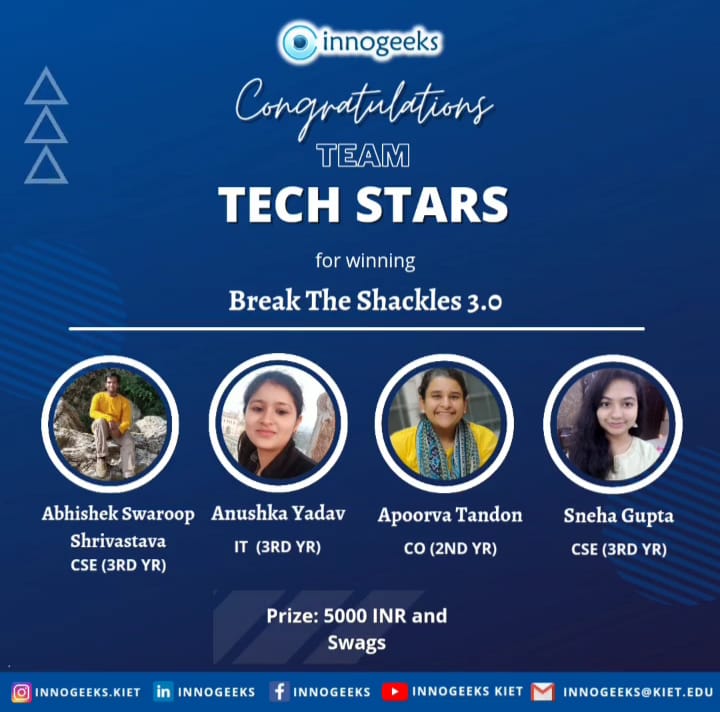 innogeeks
Congratulations
TEAM
TECH STARS
for winning
Break The Shackles 3.0
Abhishek Swaroop
Shrivastava
CSE (3RD YR)
Anushka Yadav
IT (3RD YR)
Apoorva Tandon
CO (2ND YR)
Sneha Gupta
CSE (3RD YR)
Prize: 5000 INR and
Swags
INNOGEEKS.KIET INNOGEEKS INNOGEEKS INNOGEEKS KIET INNOGEEKS@KIET.EDU